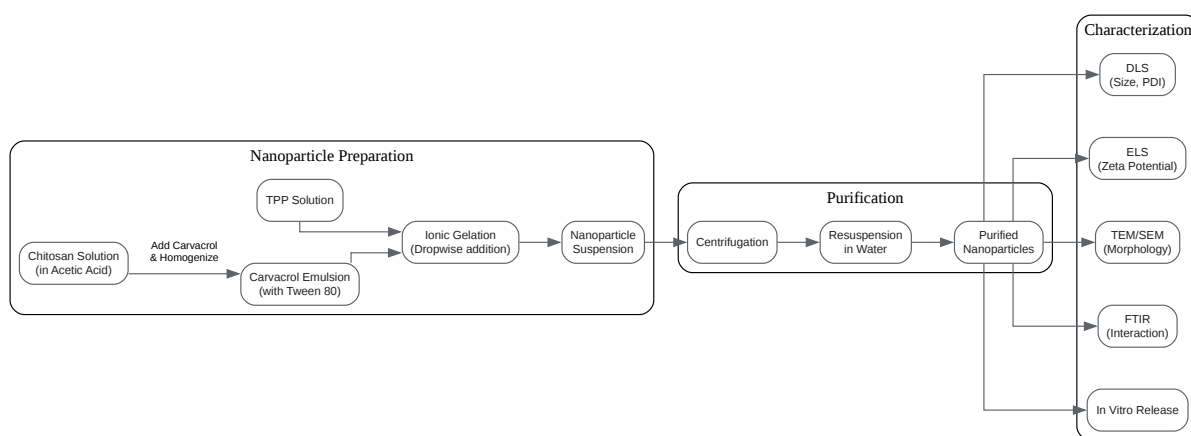 Nanoparticle Preparation
Chitosan Solution
(in Acetic Acid)
Add Carvacrol
& Homogenize
TPP Solution
Carvacrol Emulsion
(with Tween 80)
Ionic Gelation
(Dropwise addition)
Nanoparticle
Suspension
Purification
Centrifugation
Resuspension
in Water
Purified
Nanoparticles
Characterization
DLS
(Size, PDI)
ELS
(Zeta Potential)
TEM/SEM
(Morphology)
FTIR
(Interaction)
In Vitro Release